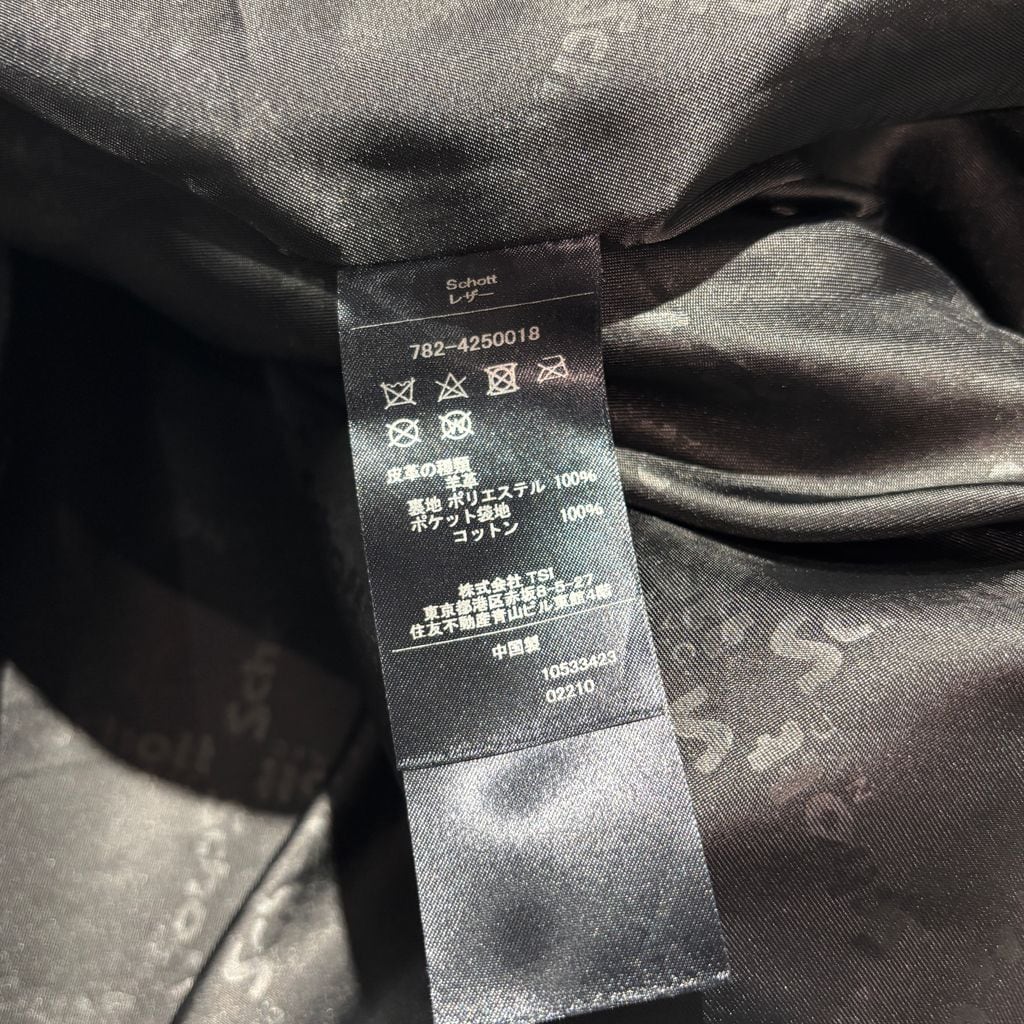 Schott
レザー
782-4250018
皮革の種類
羊革
裏地 ポリエステル 100%
ポケット袋地 100%
コットン
株式会社 TSI
東京都港区赤坂8-5-27
住友不動産青山ビル東館4階
中国製
10533423
02210